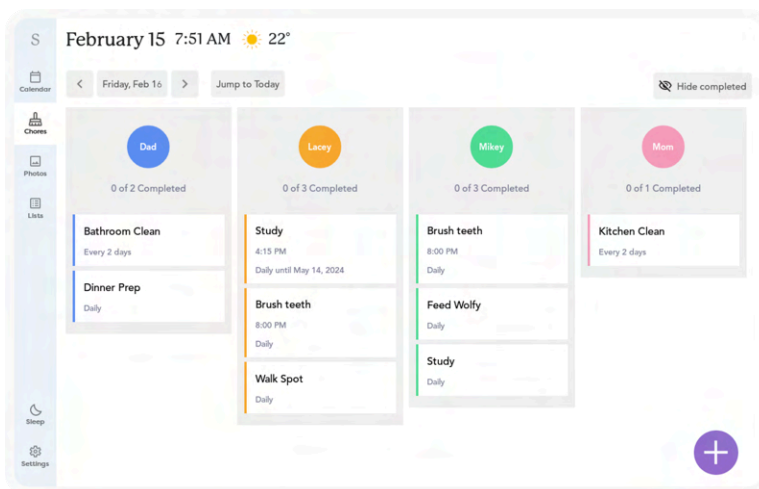 S
February 15 7:51 AM 22°
Calendar
Friday, Feb 16
Jump to Today
Hide completed
Chores
Photos
Lists
Sleep
Settings
Dad
0 of 2 Completed
Bathroom Clean
Every 2 days
Dinner Prep
Daily
Lacey
0 of 3 Completed
Study
4:15 PM
Daily until May 14, 2024
Brush teeth
8:00 PM
Daily
Walk Spot
Daily
Mikey
0 of 3 Completed
Brush teeth
8:00 PM
Daily
Feed Wolfy
Daily
Study
Daily
Mom
0 of 1 Completed
Kitchen Clean
Every 2 days